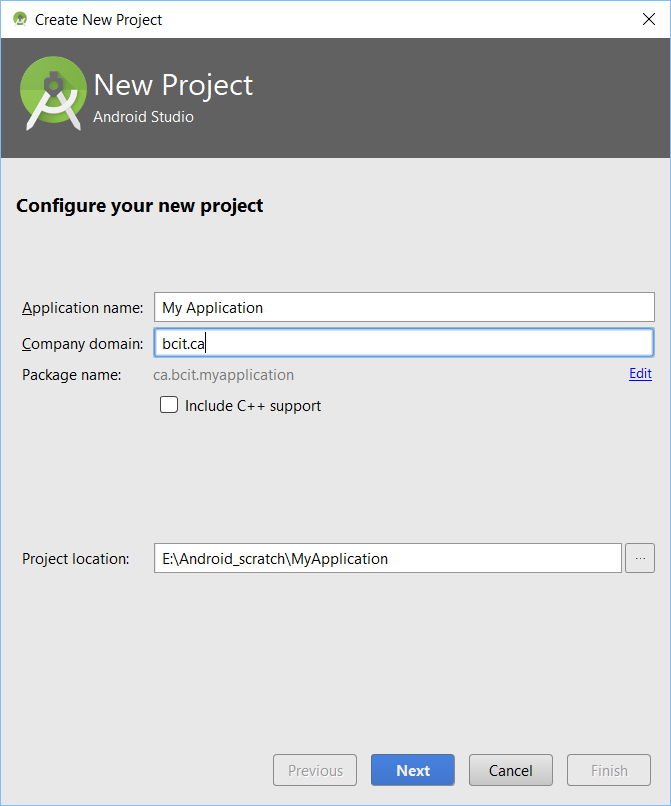 Create New Project
New Project
Android Studio
Configure your new project
Application name: My Application
Company domain: bcit.ca
Package name: ca.bcit.myapplication Edit
Include C++ support
Project location: E:\Android_scratch\MyApplication ...
Previous Next Cancel Finish